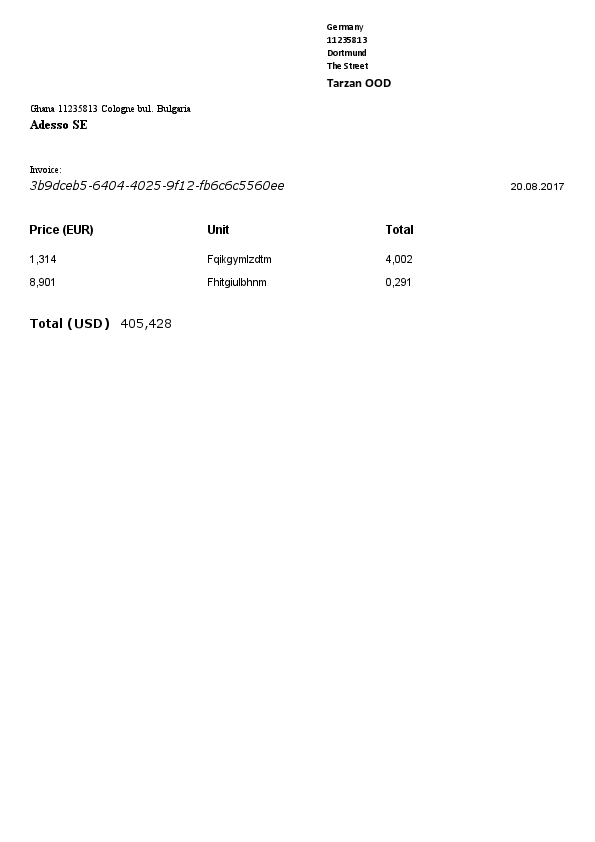 Germany
11235813
Dortmund
The Street
Tarzan OOD
Ghana 11235813 Cologne bul. Bulgaria
Adesso SE
Invoice:
3b9dceb5-6404-4025-9f12-fb6c6c5560ee 20.08.2017
Price (EUR) Unit Total
1,314 Fqikgymlzdtm 4,002
8,901 Fhitgiulbhnm 0,291
Total (USD) 405,428